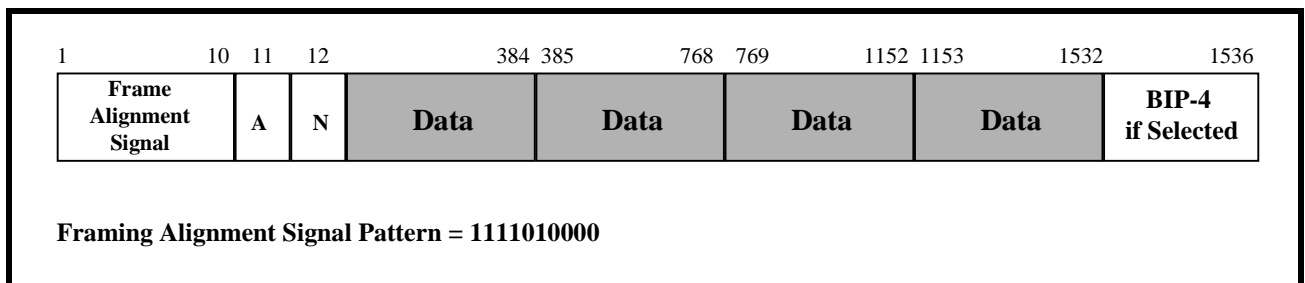 1 10 11 12 384 385 768 769 1152 1153 1532 1536
Frame
Alignment
Signal
A
N
Data
Data
Data
Data
BIP-4
if Selected
Framing Alignment Signal Pattern = 1111010000